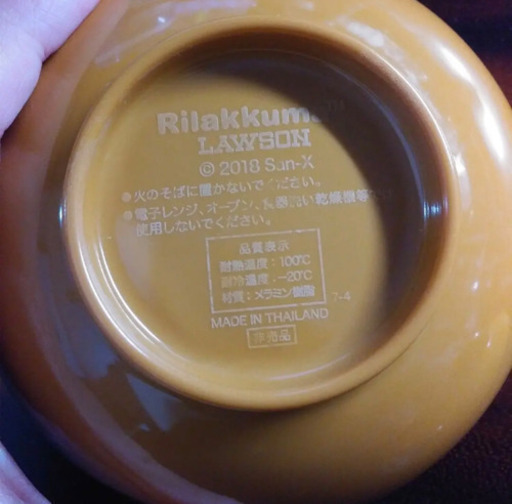 Rilakkuma™
LAWSON
© 2018 San-X
●火のそばに置かないでください。
●電子レンジ、オーブン、食器洗い乾燥機等
使用しないでください。
品質表示
耐熱温度：100℃
耐冷温度：-20℃
材質：メラミン樹脂
7-4
MADE IN THAILAND
非売品